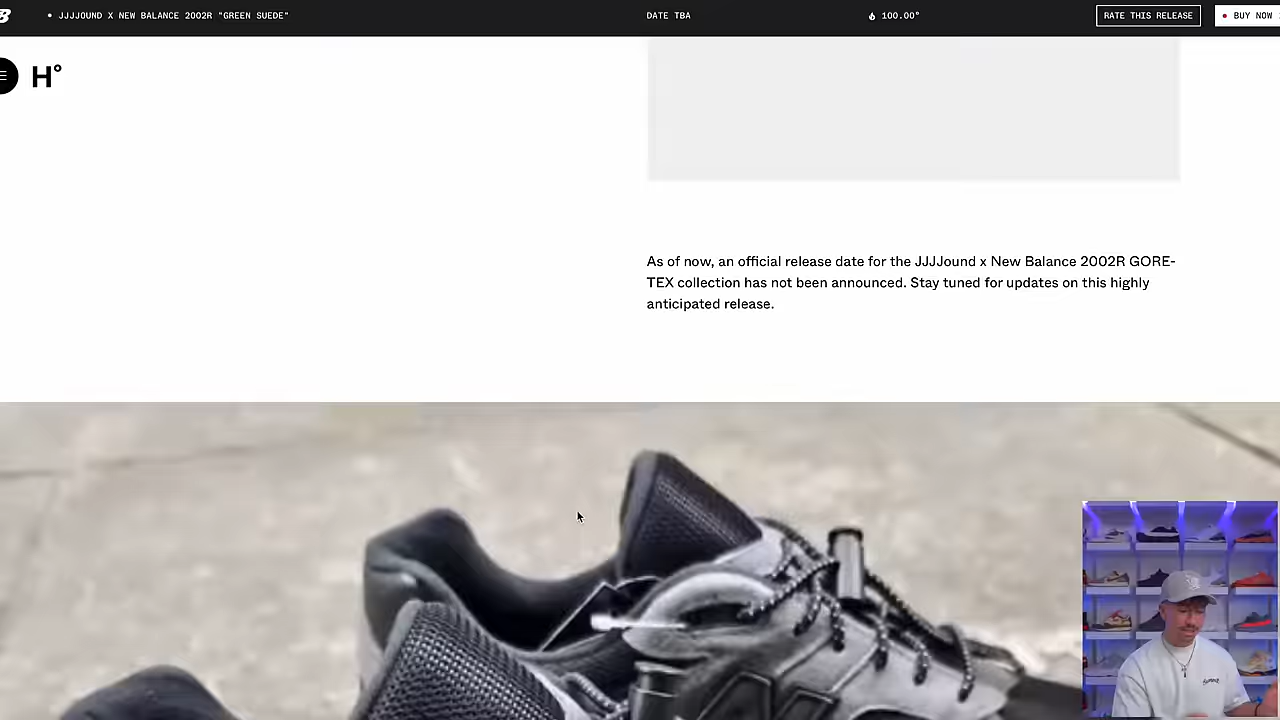 JJJJOUND X NEW BALANCE 2002R "GREEN SUEDE"
DATE TBA
100.00°
RATE THIS RELEASE
BUY NOW
H°
As of now, an official release date for the JJJJound x New Balance 2002R GORE-
TEX collection has not been announced. Stay tuned for updates on this highly
anticipated release.